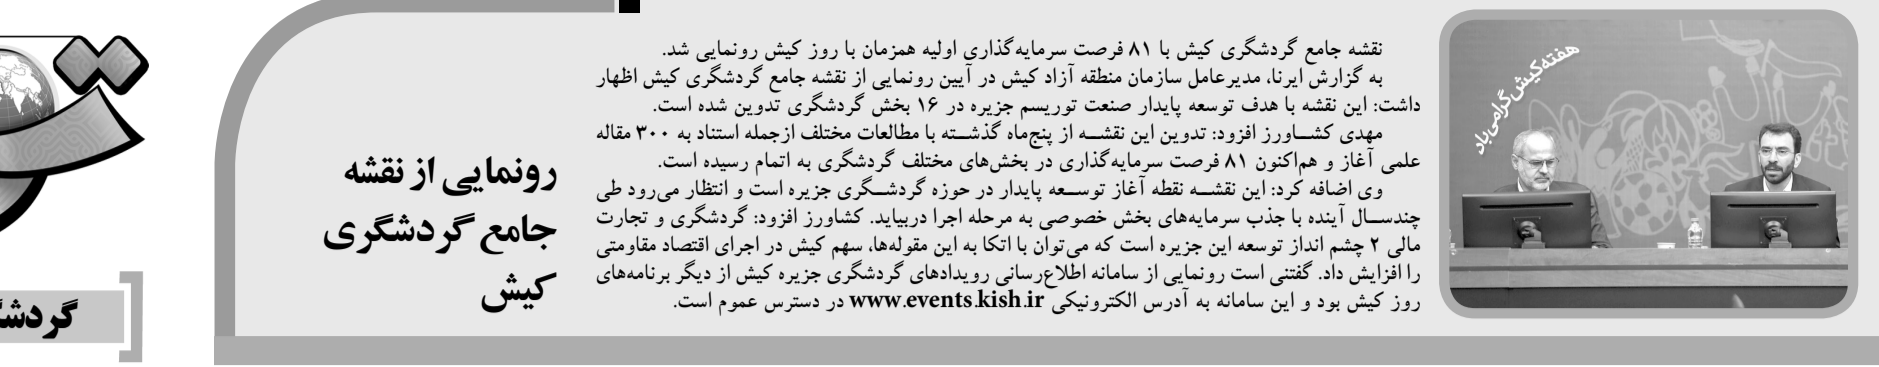 هفته کیش گرامی باد
نقشه جامع گردشگری کیش با ۸۱ فرصت سرمایه‌گذاری اولیه همزمان با روز کیش رونمایی شد.
به گزارش ایرنا، مدیرعامل سازمان منطقه آزاد کیش در آیین رونمایی از نقشه جامع گردشگری کیش اظهار
داشت: این نقشه با هدف توسعه پایدار صنعت توریسم جزیره در ۱۶ بخش گردشگری تدوین شده است.
مهدی کشـاورز افزود: تدوین این نقشـه از پنج‌ماه گذشـته با مطالعات مختلف ازجمله استناد به ۳۰۰ مقاله
علمی آغاز و هم‌اکنون ۸۱ فرصت سرمایه‌گذاری در بخش‌های مختلف گردشگری به اتمام رسیده است.
وی اضافه کرد: این نقشـه نقطه آغاز توسـعه پایدار در حوزه گردشـگری جزیره است و انتظار می‌رود طی
چندسـال آینده با جذب سرمایه‌های بخش خصوصی به مرحله اجرا دربیاید. کشاورز افزود: گردشگری و تجارت
مالی ۲ چشم انداز توسعه این جزیره است که می‌توان با اتکا به این مقوله‌ها، سهم کیش در اجرای اقتصاد مقاومتی
را افزایش داد. گفتنی است رونمایی از سامانه اطلاع‌رسانی رویدادهای گردشگری جزیره کیش از دیگر برنامه‌های
روز کیش بود و این سامانه به آدرس الکترونیکی www.events.kish.ir در دسترس عموم است.
رونمایی از نقشه
جامع گردشگری
کیش